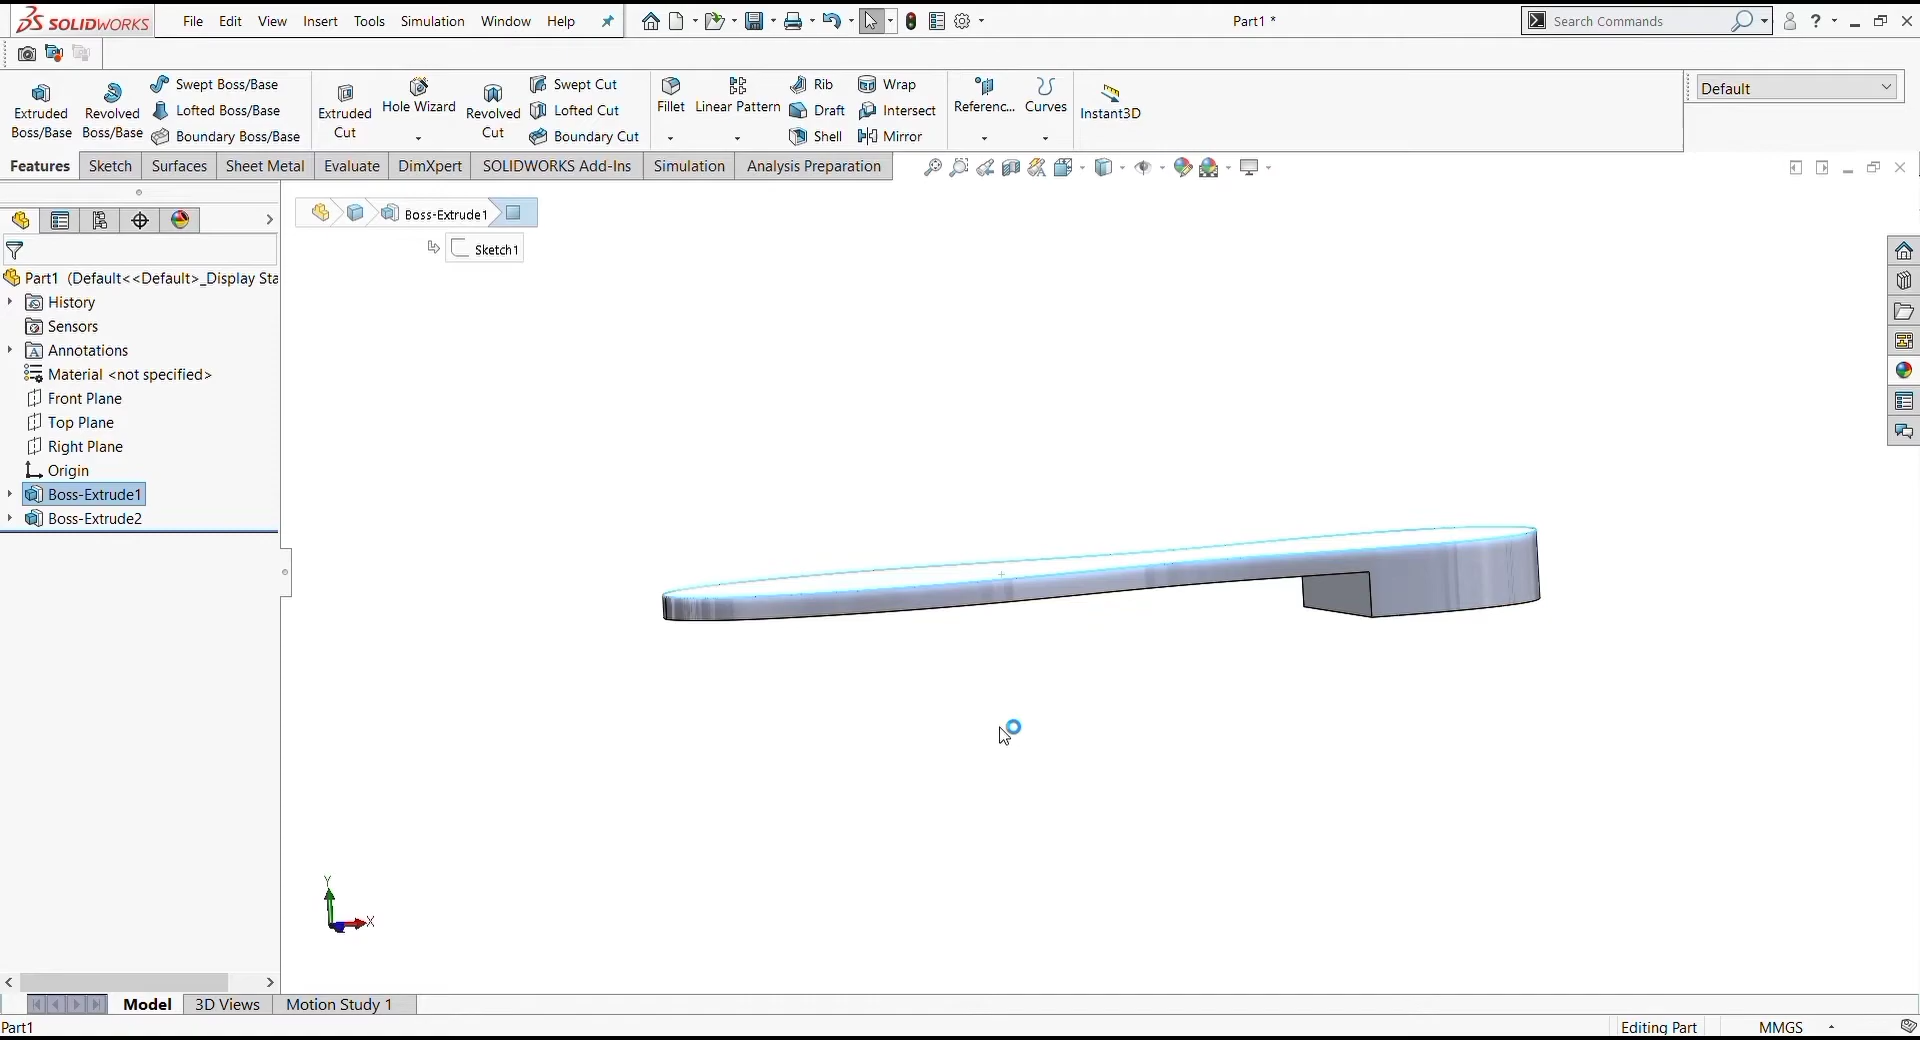 SOLIDWORKS File Edit View Insert Tools Simulation Window Help Part1 * Search Commands ?
Extruded Boss/Base
Revolved Boss/Base
Swept Boss/Base
Lofted Boss/Base
Boundary Boss/Base
Extruded Cut
Hole Wizard
Revolved Cut
Swept Cut
Lofted Cut
Boundary Cut
Fillet
Linear Pattern
Rib
Draft
Shell
Wrap
Intersect
Mirror
Referenc...
Curves
Instant3D
Default
Features Sketch Surfaces Sheet Metal Evaluate DimXpert SOLIDWORKS Add-Ins Simulation Analysis Preparation
Boss-Extrude1
Sketch1
Part1 (Default<<Default>_Display Sta
History
Sensors
Annotations
Material <not specified>
Front Plane
Top Plane
Right Plane
Origin
Boss-Extrude1
Boss-Extrude2
Y
X
Model 3D Views Motion Study 1
Part1 Editing Part MMGS